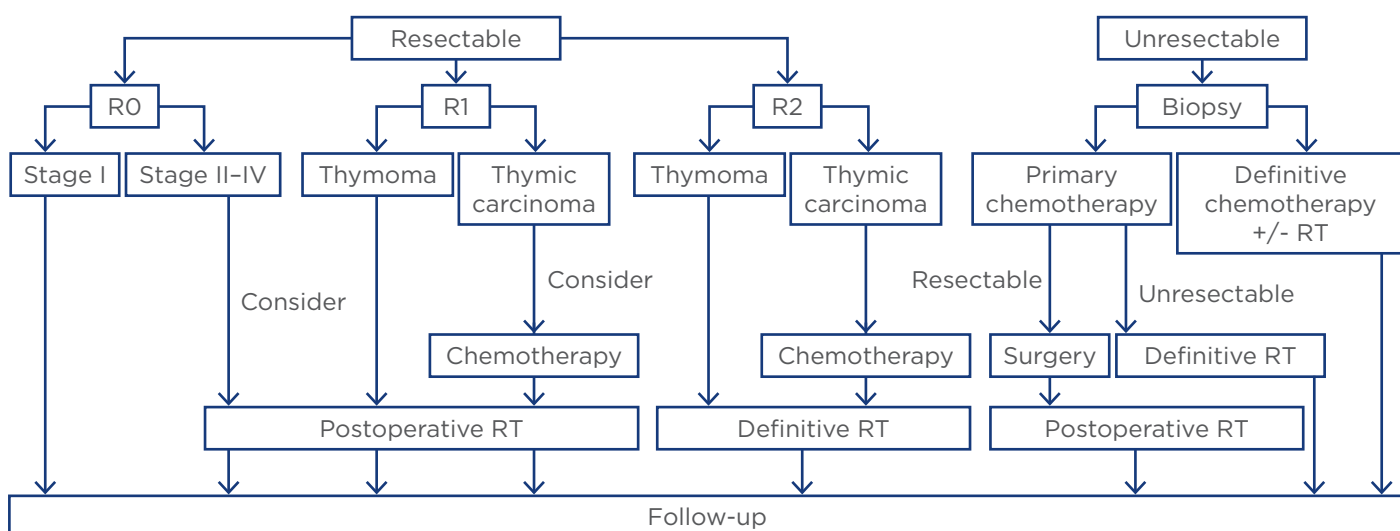 Resectable
Unresectable
R0
R1
R2
Biopsy
Stage I
Stage II–IV
Thymoma
Thymic
carcinoma
Thymoma
Thymic
carcinoma
Primary
chemotherapy
Definitive
chemotherapy
+/- RT
Consider
Consider
Resectable
Unresectable
Chemotherapy
Chemotherapy
Surgery
Definitive RT
Postoperative RT
Definitive RT
Postoperative RT
Follow-up